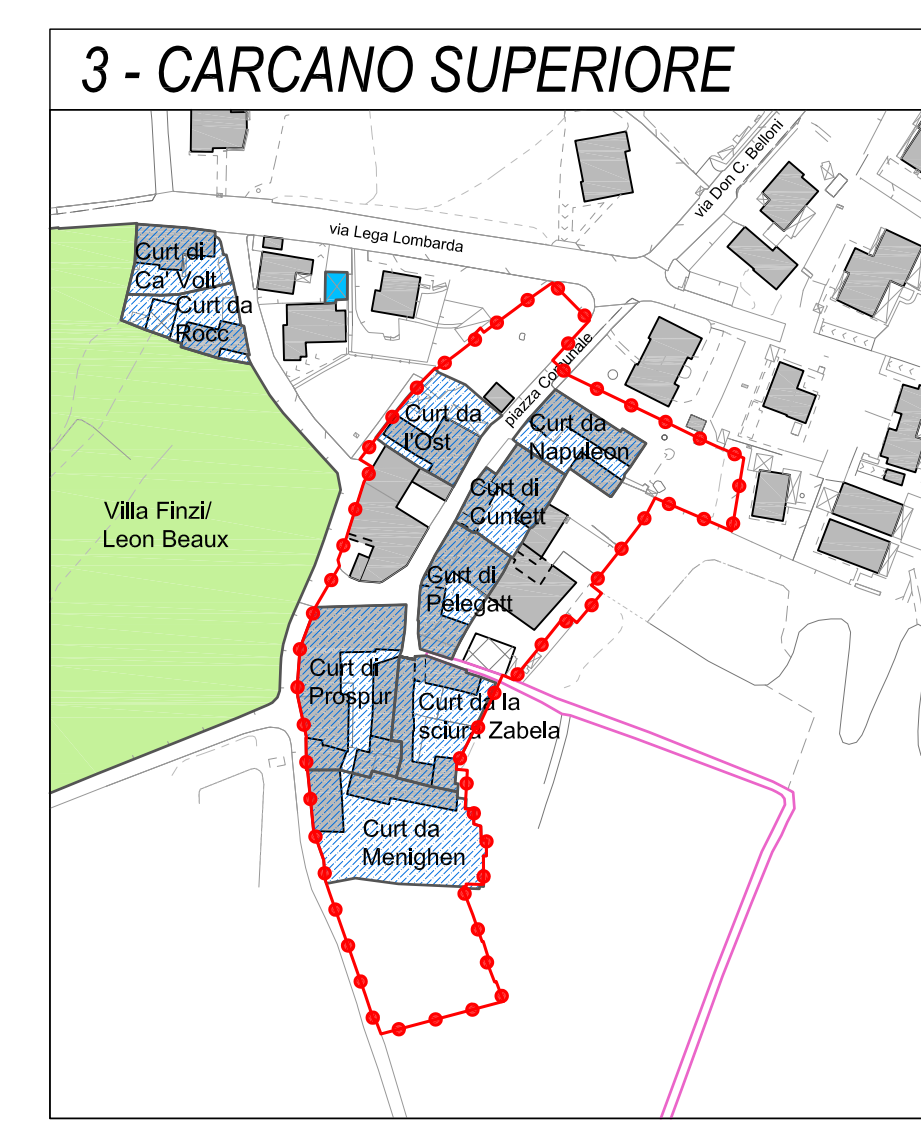 3 - CARCANO SUPERIORE
via Don C. Belloni
via Lega Lombarda
Curt di
Ca' Volt
Curt da
Rocc
piazza Comunale
Curt da
l'Ost
Curt da
Napuleon
Curt di
Cuntett
Villa Finzi/
Leon Beaux
Curt di
Pelegatt
Curt di
Prospur
Curt da la
sciura Zabela
Curt da
Menighen